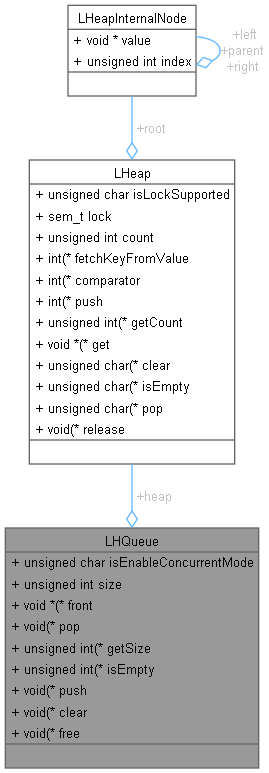 LHeapInternalNode
+ void * value
+ unsigned int index
+left
+parent
+right
+root
LHeap
+ unsigned char isLockSupported
+ sem_t lock
+ unsigned int count
+ int(* fetchKeyFromValue
+ int(* comparator
+ int(* push
+ unsigned int(* getCount
+ void *(* get
+ unsigned char(* clear
+ unsigned char(* isEmpty
+ unsigned char(* pop
+ void(* release
+heap
LHQueue
+ unsigned char isEnableConcurrentMode
+ unsigned int size
+ void *(* front
+ void(* pop
+ unsigned int(* getSize
+ unsigned int(* isEmpty
+ void(* push
+ void(* clear
+ void(* free